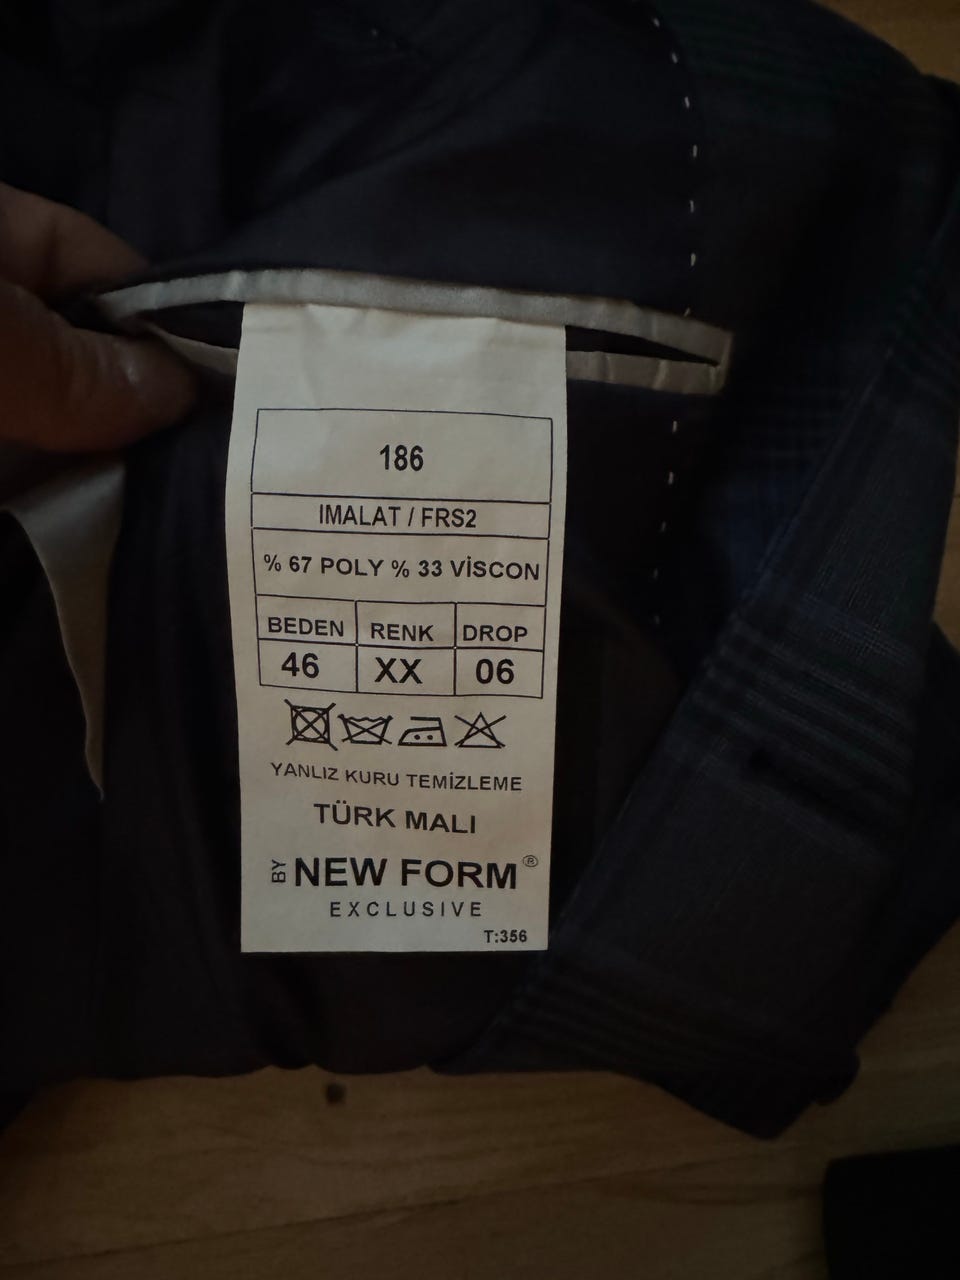 186
IMALAT / FRS2
% 67 POLY % 33 VİSCON
BEDEN RENK DROP
46 XX 06
YANLIZ KURU TEMİZLEME
TÜRK MALI
BY NEW FORM ®
EXCLUSIVE
T:356